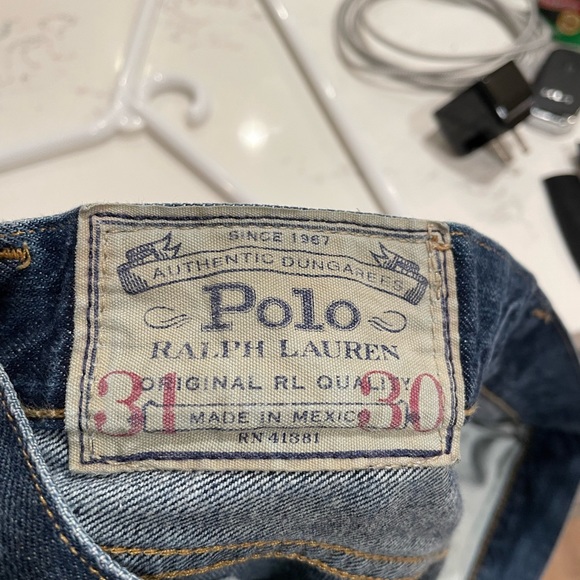 SINCE 1967
AUTHENTIC DUNGAREES
Polo
RALPH LAUREN
ORIGINAL RL QUALITY
31 MADE IN MEXICO 30
RN 41381